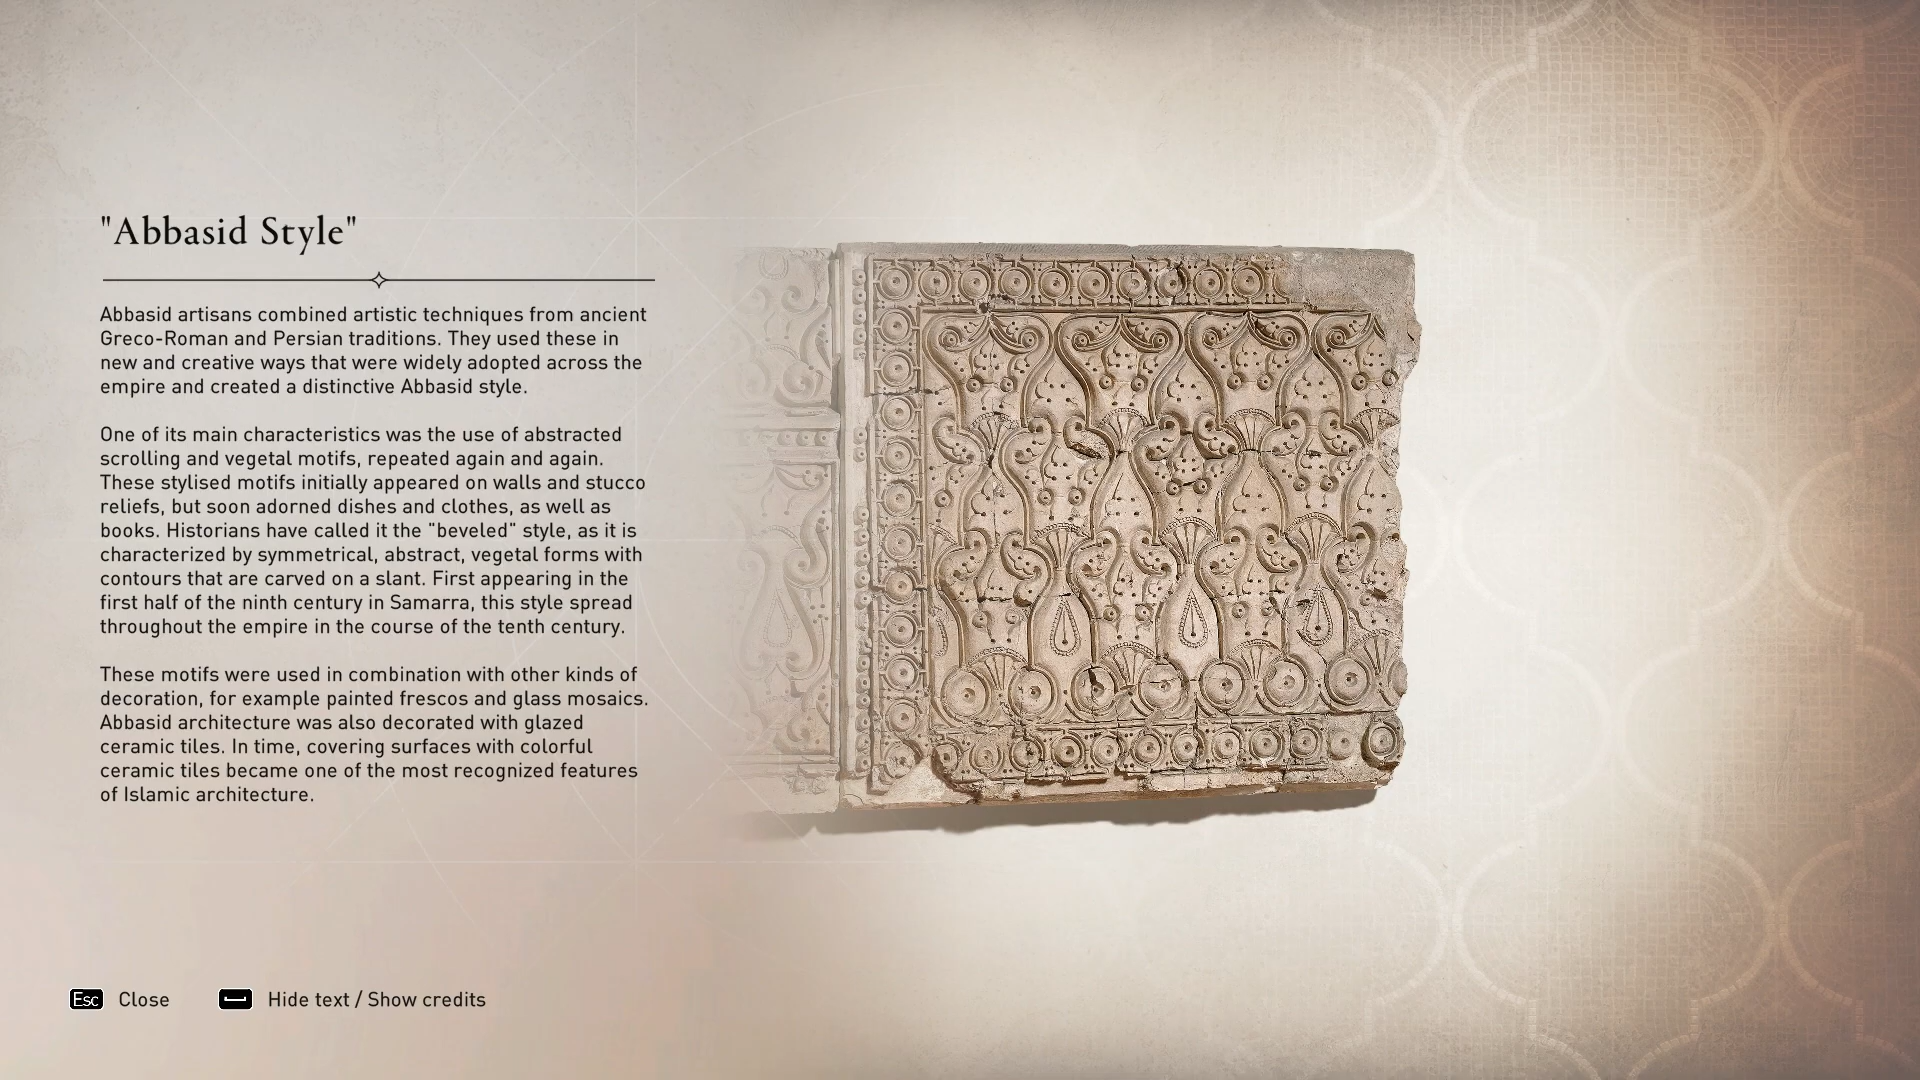 "Abbasid Style"
Abbasid artisans combined artistic techniques from ancient
Greco-Roman and Persian traditions. They used these in
new and creative ways that were widely adopted across the
empire and created a distinctive Abbasid style.
One of its main characteristics was the use of abstracted
scrolling and vegetal motifs, repeated again and again.
These stylised motifs initially appeared on walls and stucco
reliefs, but soon adorned dishes and clothes, as well as
books. Historians have called it the "beveled" style, as it is
characterized by symmetrical, abstract, vegetal forms with
contours that are carved on a slant. First appearing in the
first half of the ninth century in Samarra, this style spread
throughout the empire in the course of the tenth century.
These motifs were used in combination with other kinds of
decoration, for example painted frescos and glass mosaics.
Abbasid architecture was also decorated with glazed
ceramic tiles. In time, covering surfaces with colorful
ceramic tiles became one of the most recognized features
of Islamic architecture.
Esc Close Hide text / Show credits